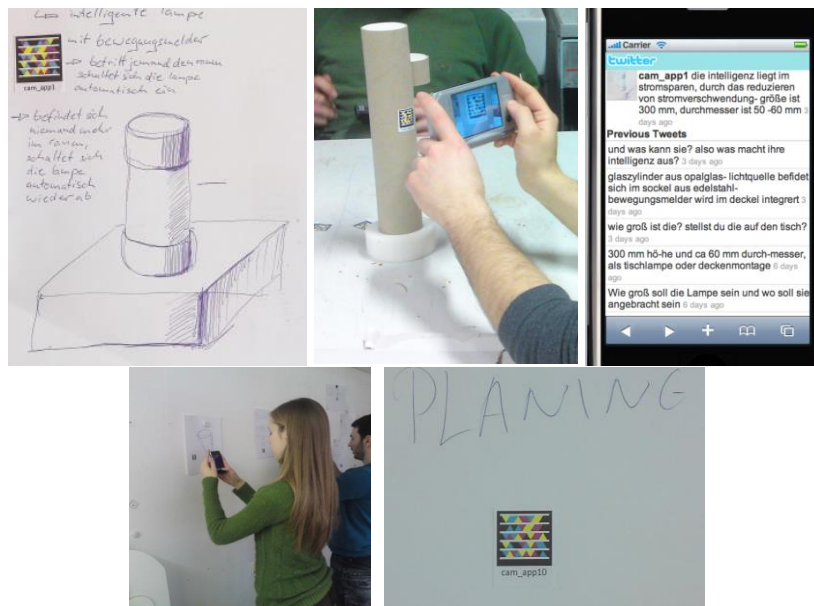 ↳ intelligente lampe
mit bewegungsmelder
→ betritt jemand den raum
schaltet sich die lampe
automatisch ein
cam_app1
→ befindet sich
niemand mehr
im raum,
schaltet sich
die lampe
automatisch
wieder ab
Carrier
twitter
cam_app1 die intelligenz liegt im
stromsparen, durch das reduzieren
von stromverschwendung- größe ist
300 mm, durchmesser ist 50 -60 mm 3
days ago
Previous Tweets
und was kann sie? also was macht ihre
intelligenz aus? 3 days ago
glaszylinder aus opalglas- lichtquelle befidet
sich im sockel aus edelstahl-
bewegungsmelder wird im deckel integrert 3
days ago
wie groß ist die? stellst du die auf den tisch?
3 days ago
300 mm hö-he und ca 60 mm durch-messer,
als tischlampe oder deckenmontage 6 days
ago
Wie groß soll die Lampe sein und wo soll sie
angebracht sein 6 days ago
PLANING
cam_app10